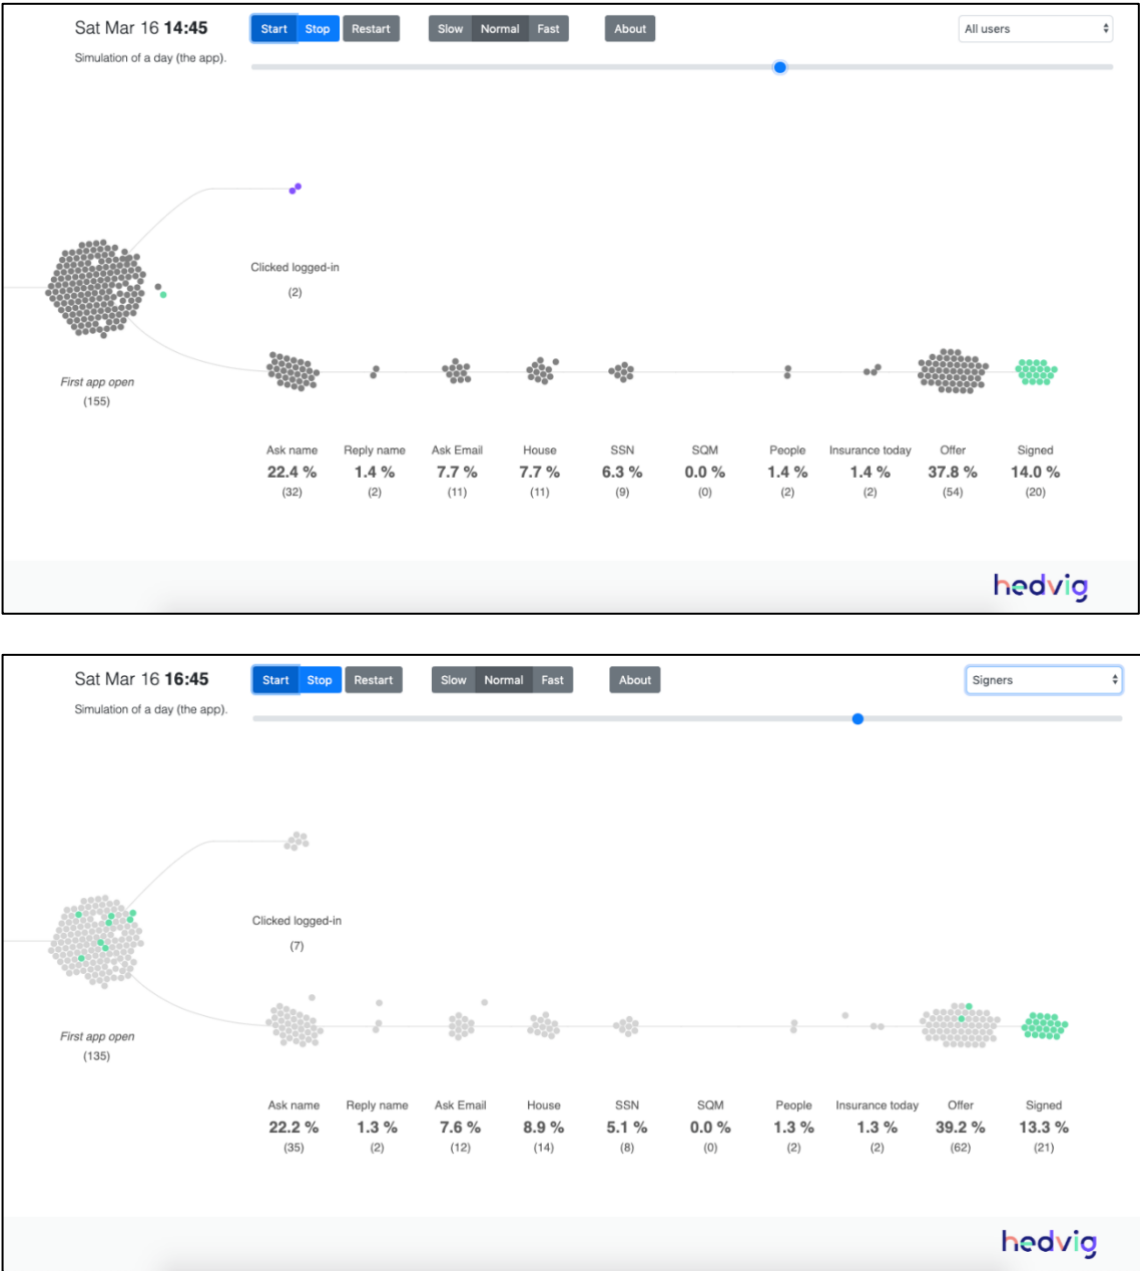 Sat Mar 16 14:45 Start Stop Restart Slow Normal Fast About All users
Simulation of a day (the app).
Clicked logged-in
(2)
First app open
(155)
Ask name Reply name Ask Email House SSN SQM People Insurance today Offer Signed
22.4 % 1.4 % 7.7 % 7.7 % 6.3 % 0.0 % 1.4 % 1.4 % 37.8 % 14.0 %
(32) (2) (11) (11) (9) (0) (2) (2) (54) (20)
hedvig
Sat Mar 16 16:45 Start Stop Restart Slow Normal Fast About Signers
Simulation of a day (the app).
Clicked logged-in
(7)
First app open
(135)
Ask name Reply name Ask Email House SSN SQM People Insurance today Offer Signed
22.2 % 1.3 % 7.6 % 8.9 % 5.1 % 0.0 % 1.3 % 1.3 % 39.2 % 13.3 %
(35) (2) (12) (14) (8) (0) (2) (2) (62) (21)
hedvig